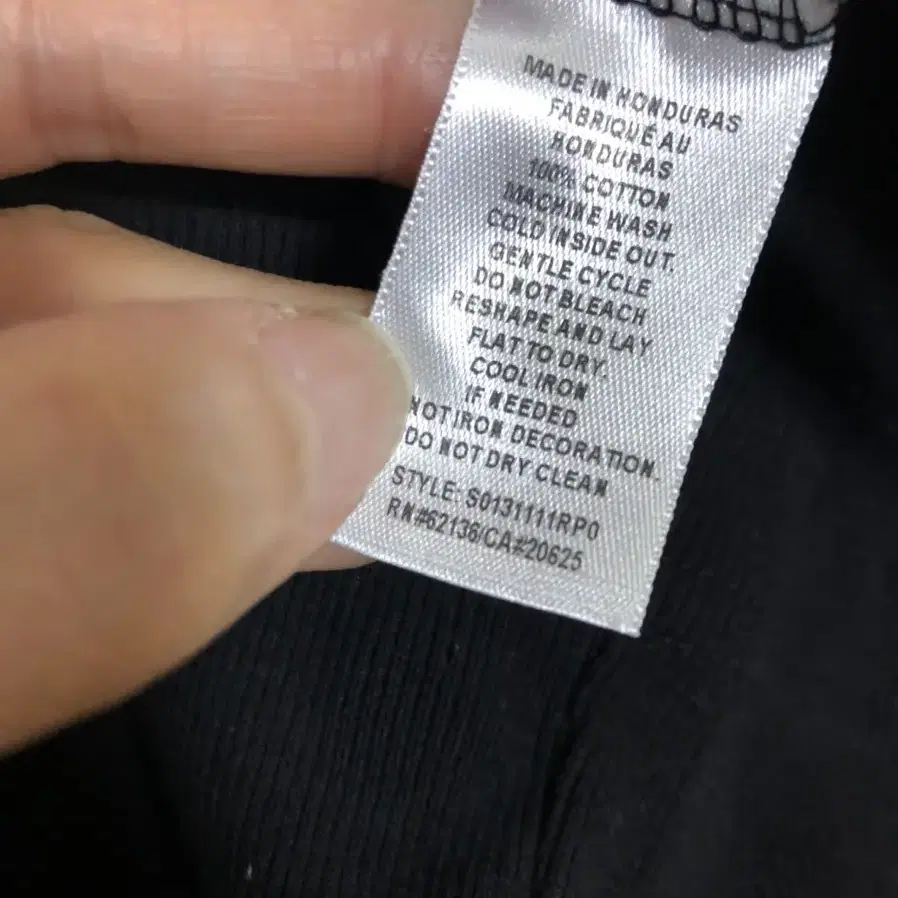 MADE IN HONDURAS
FABRIQUÉ AU
HONDURAS
100% COTTON
MACHINE WASH
COLD INSIDE OUT.
GENTLE CYCLE
DO NOT BLEACH
RESHAPE AND LAY
FLAT TO DRY.
COOL IRON
IF NEEDED
NOT IRON DECORATION.
DO NOT DRY CLEAN
STYLE: S0131111RP0
RN#62136/CA#20625